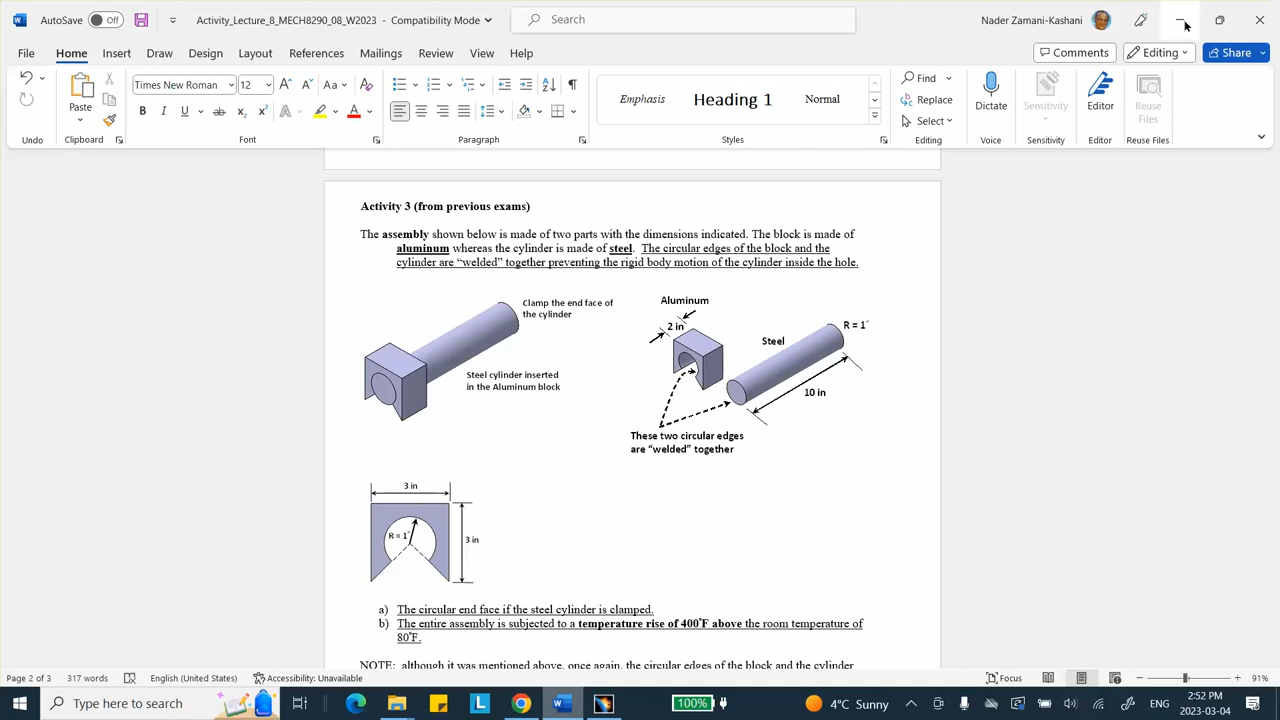 AutoSave Off Activity_Lecture_8_MECH8290_08_W2023 - Compatibility Mode Search Nader Zamani-Kashani
File Home Insert Draw Design Layout References Mailings Review View Help Comments Editing Share
Times New Roman 12 Aa Emphasis Heading 1 Normal Find
Paste Replace Dictate Sensitivity Editor Reuse Files
Select
Undo Clipboard Font Paragraph Styles Editing Voice Sensitivity Editor Reuse Files
Activity 3 (from previous exams)
The assembly shown below is made of two parts with the dimensions indicated. The block is made of
aluminum whereas the cylinder is made of steel. The circular edges of the block and the
cylinder are “welded” together preventing the rigid body motion of the cylinder inside the hole.
Clamp the end face of
the cylinder
Steel cylinder inserted
in the Aluminum block
Aluminum
2 in
Steel
R = 1"
10 in
These two circular edges
are “welded” together
3 in
R = 1"
3 in
a) The circular end face if the steel cylinder is clamped.
b) The entire assembly is subjected to a temperature rise of 400°F above the room temperature of
80°F.
NOTE: although it was mentioned above, once again, the circular edges of the block and the cylinder
Page 2 of 3 317 words English (United States) Accessibility: Unavailable Focus 91%
Type here to search 100% 4°C Sunny ENG 2:52 PM
2023-03-04